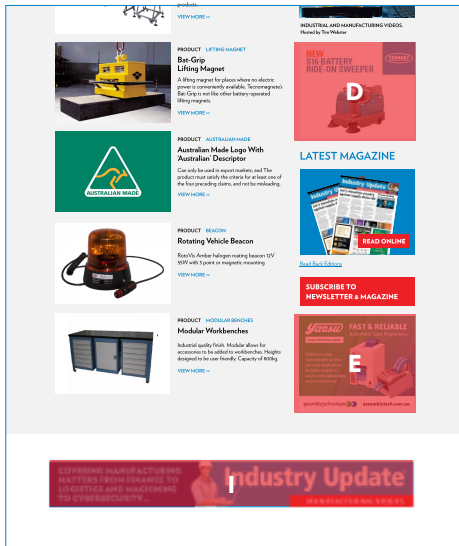 products.
VIEW MORE >>
PRODUCT LIFTING MAGNET
Bat-Grip
Lifting Magnet
A lifting magnet for places where no electric
power is conveniently available. Tecnomagnete's
Bat-Grip is not like other battery-operated
lifting magnets.
VIEW MORE >>
AUSTRALIAN MADE
PRODUCT AUSTRALIAN MADE
Australian Made Logo With
'Australian' Descriptor
Can only be used in export markets; and The
product must satisfy the criteria for at least one of
the four preceding claims, and not be misleading.
VIEW MORE >>
PRODUCT BEACON
Rotating Vehicle Beacon
RotaVis Amber halogen rotating beacon 12V
55W with 3 point or magnetic mounting
VIEW MORE >>
PRODUCT MODULAR BENCHES
Modular Workbenches
Industrial quality finish. Modular allows for
accessories to be added to workbenches. Heights
designed to be user friendly. Capacity of 800kg.
VIEW MORE >>
INDUSTRIAL AND MANUFACTURING VIDEOS,
Hosted by Tim Webster
NEW
S16 BATTERY
RIDE-ON SWEEPER
TENNANT
D
LATEST MAGAZINE
Industry Update
READ ONLINE
Read Back Editions
SUBSCRIBE TO
NEWSLETTER & MAGAZINE
Yaesu
FAST & RELIABLE
Automatic Tape Dispensers
E
assemblytechnologies
assemblytech.com.au
COVERING MANUFACTURING
MATTERS FROM FINANCE TO
LOGISTICS AND MACHINING
TO CYBERSECURITY...
I
Industry Update
MANUFACTURING VIDEOS